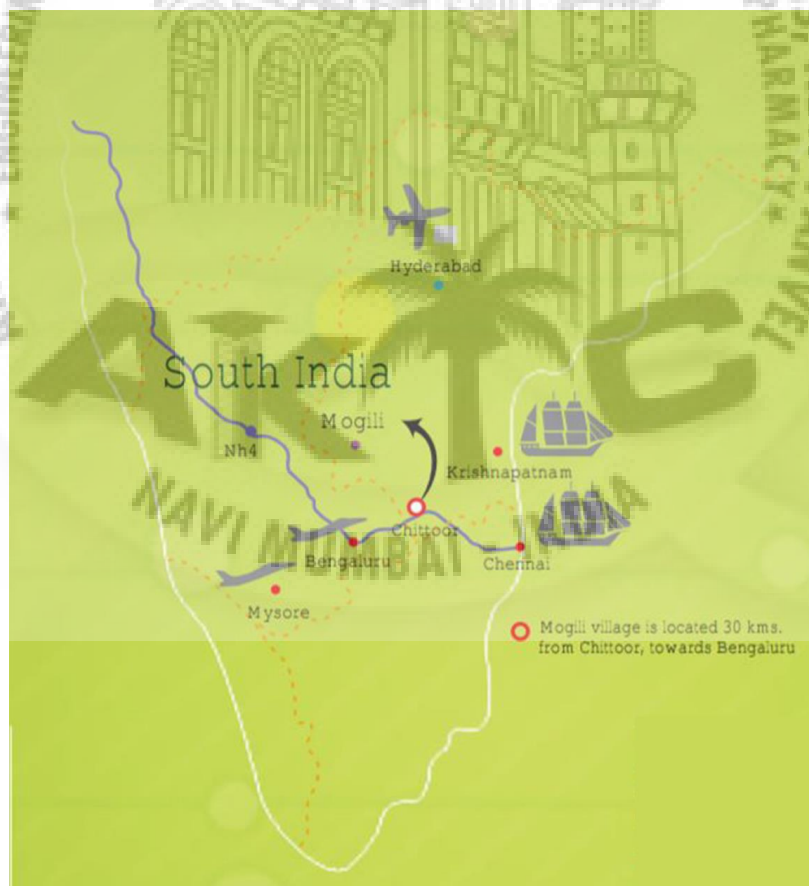 HARMACY
Hyderabad
AKTC
South India
Mogili
Nh4
Krishnapatnam
NAVI MUMBAI - INDIA
Chittoor
Bengaluru
Chennai
Mysore
Mogili village is located 30 kms.
from Chittoor, towards Bengaluru